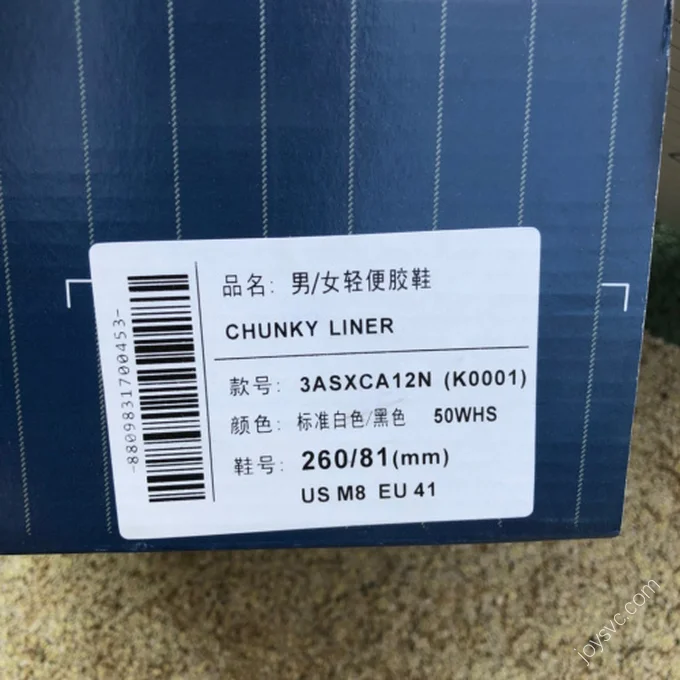 品名: 男/女轻便胶鞋
CHUNKY LINER
款号: 3ASXCA12N (K0001)
颜色: 标准白色/黑色 50WHS
鞋号: 260/81(mm)
US M8 EU 41
-8809831700453-
joysvc.com